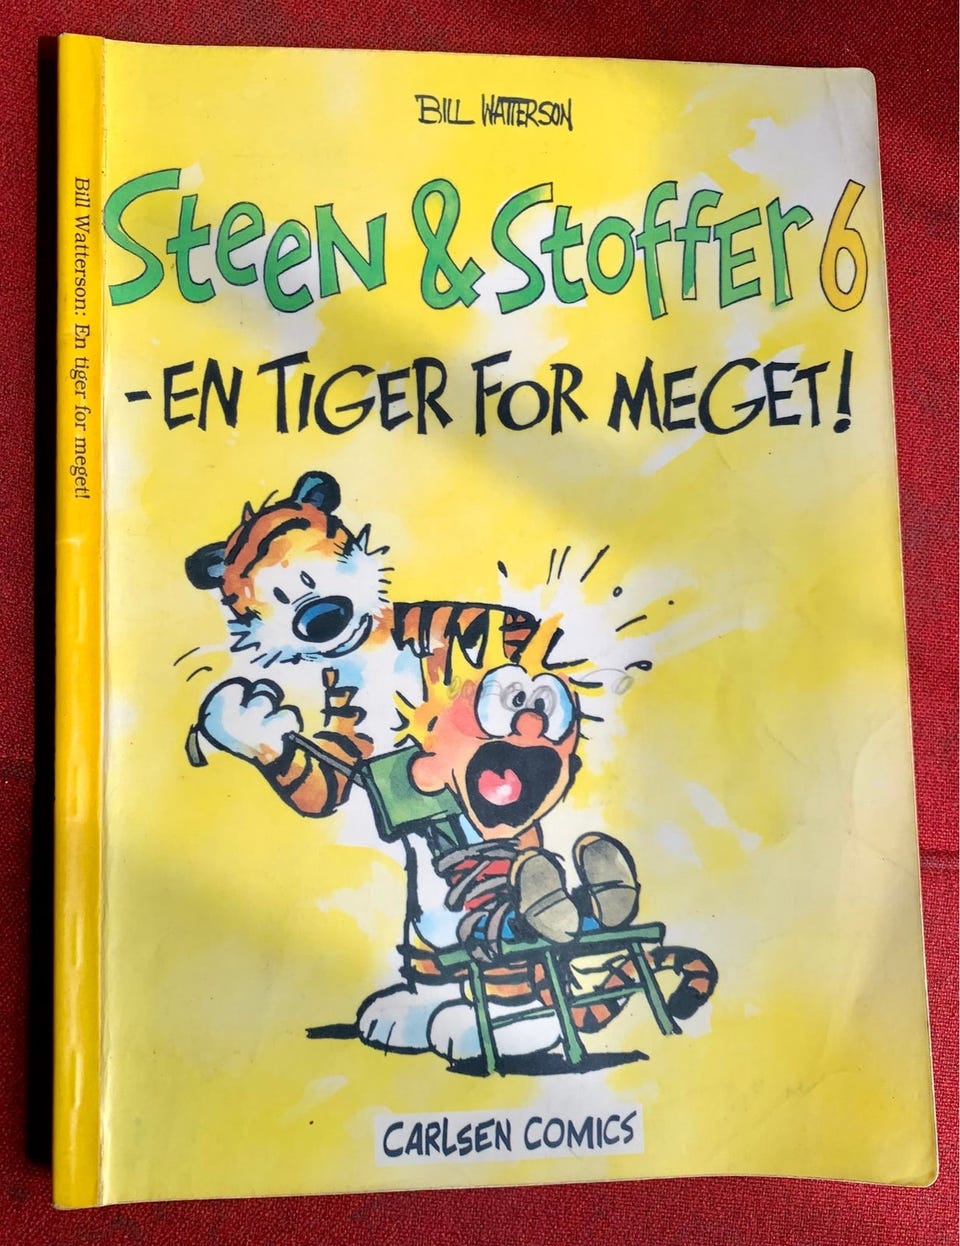 BILL WATTERSON
Steen & Stoffer 6
- EN TIGER FOR MEGET!
CARLSEN COMICS
Bill Watterson: En tiger for meget!